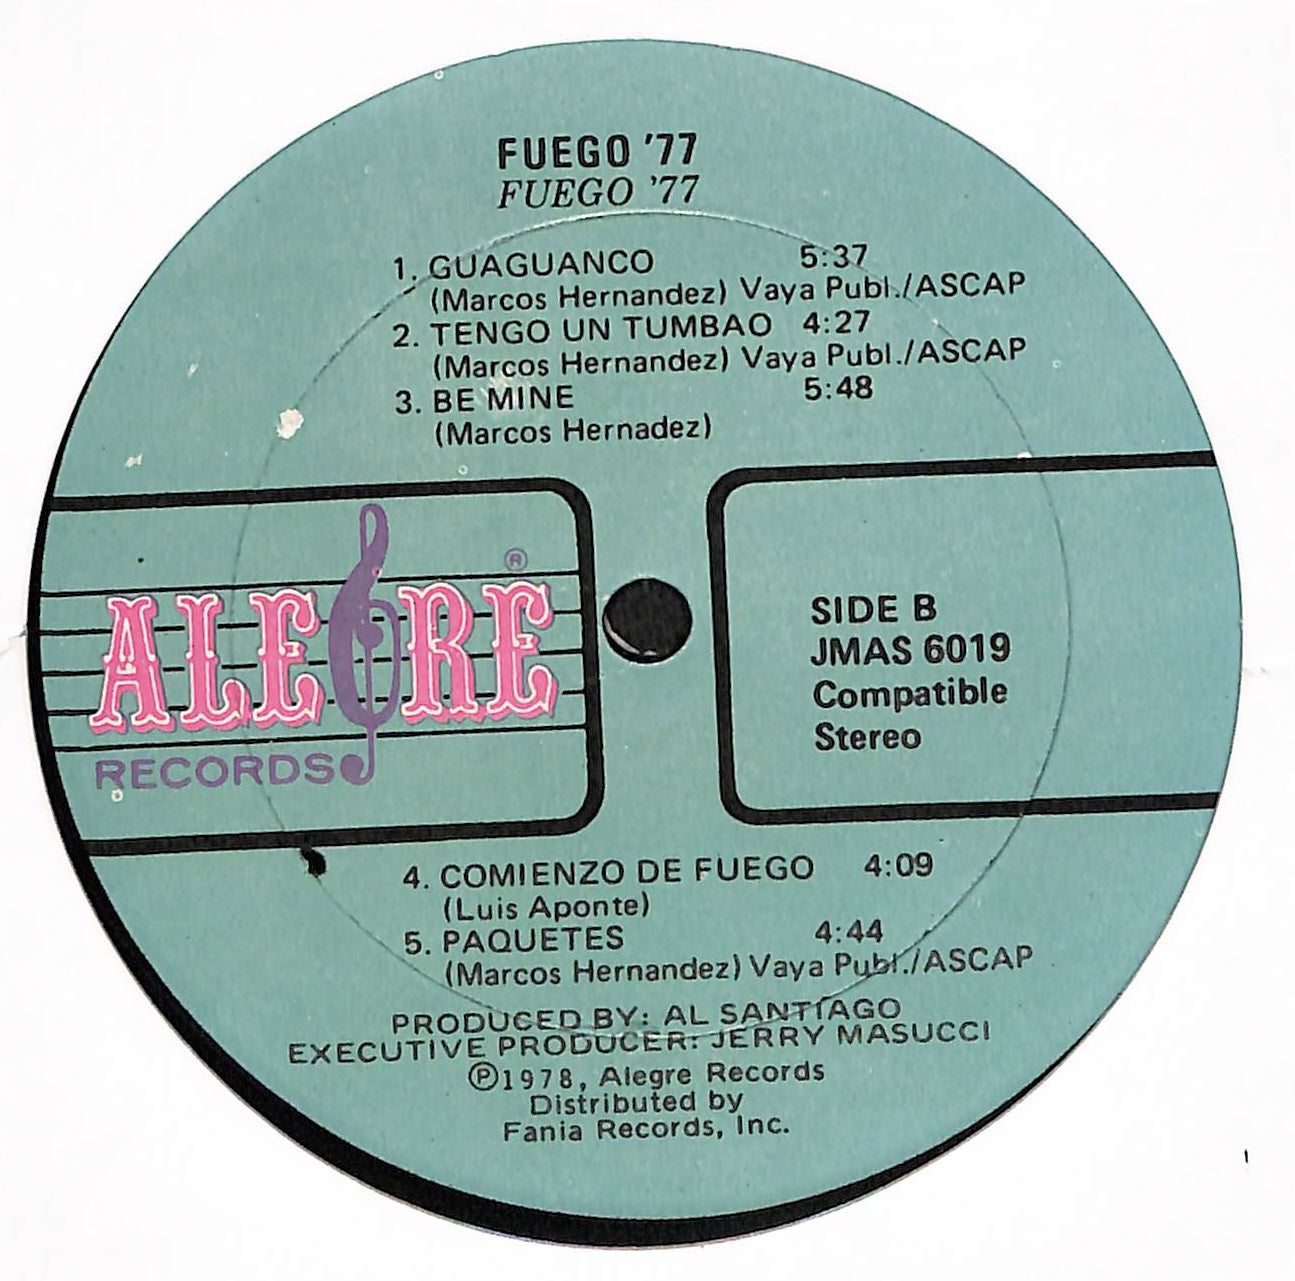 FUEGO '77
FUEGO '77
1. GUAGUANCO 5:37
(Marcos Hernandez) Vaya Publ./ASCAP
2. TENGO UN TUMBAO 4:27
(Marcos Hernandez) Vaya Publ./ASCAP
3. BE MINE 5:48
(Marcos Hernadez)
ALEGRE ®
RECORDS
SIDE B
JMAS 6019
Compatible
Stereo
4. COMIENZO DE FUEGO 4:09
(Luis Aponte)
5. PAQUETES 4:44
(Marcos Hernandez) Vaya Publ./ASCAP
PRODUCED BY: AL SANTIAGO
EXECUTIVE PRODUCER: JERRY MASUCCI
℗1978, Alegre Records
Distributed by
Fania Records, Inc.